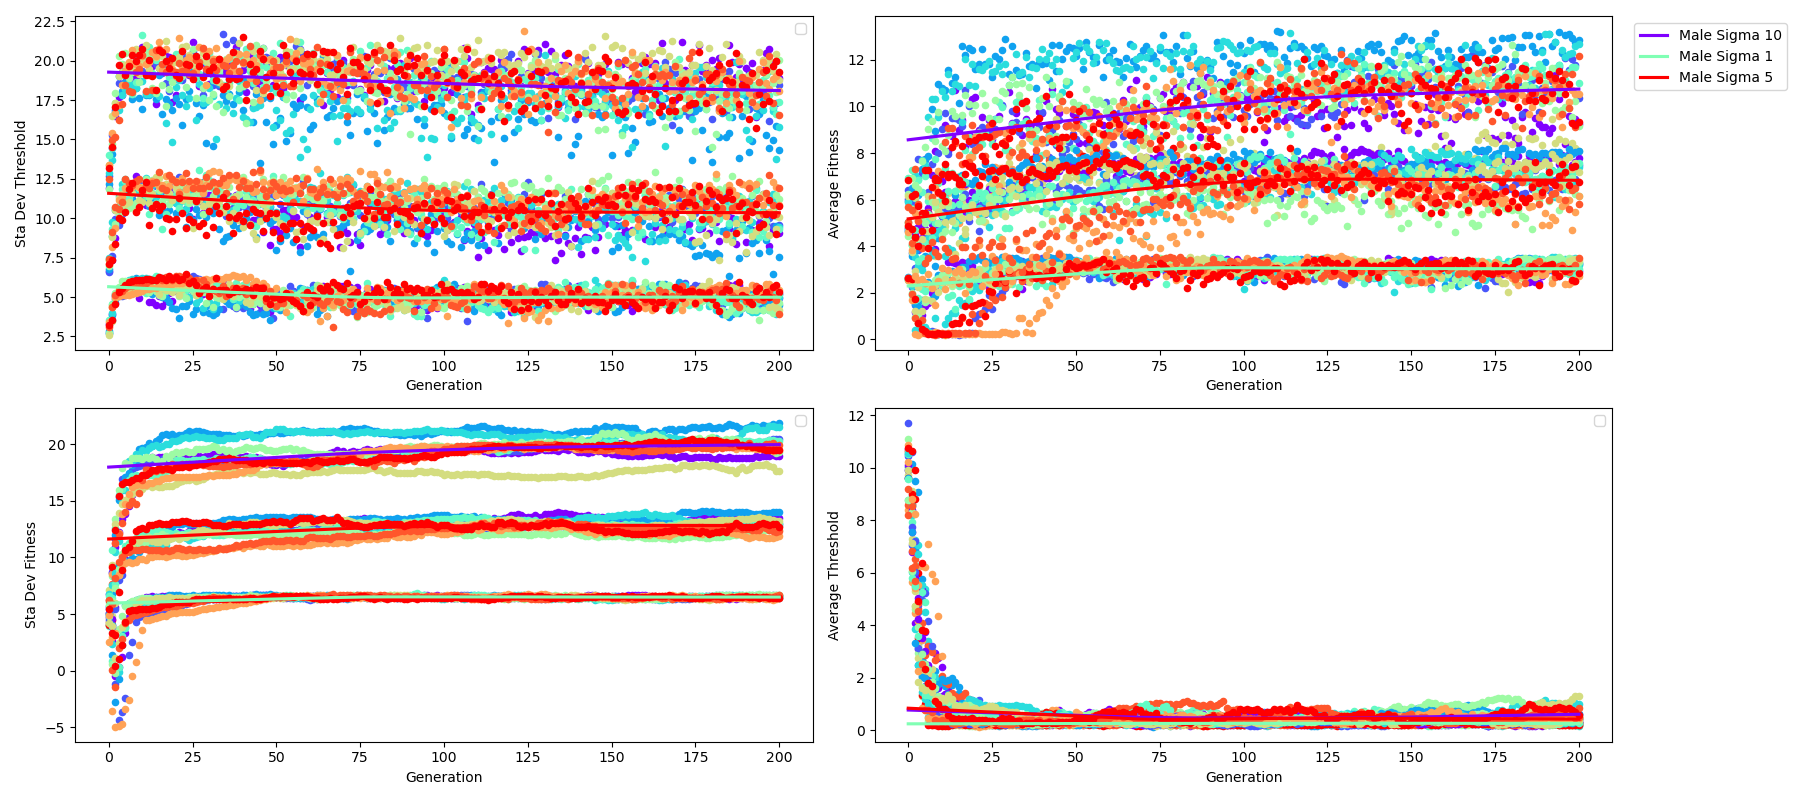 Sta Dev Threshold
22.5
20.0
17.5
15.0
12.5
10.0
7.5
5.0
2.5
0 25 50 75 100 125 150 175 200
Generation
Average Fitness
12
10
8
6
4
2
0
0 25 50 75 100 125 150 175 200
Generation
Male Sigma 10
Male Sigma 1
Male Sigma 5
Sta Dev Fitness
20
15
10
5
0
−5
0 25 50 75 100 125 150 175 200
Generation
Average Threshold
12
10
8
6
4
2
0
0 25 50 75 100 125 150 175 200
Generation